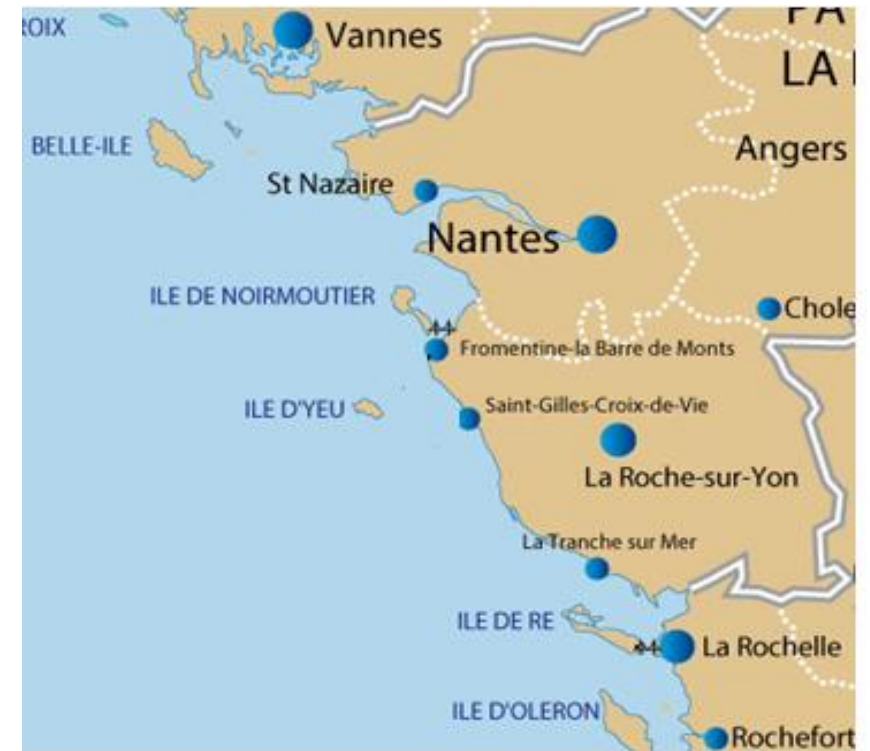 Vannes
BELLE-ILE
Angers
St Nazaire
Nantes
ILE DE NOIRMOUTIER
Fromentine-la Barre de Monts
ILE D'YEU
Saint-Gilles-Croix-de-Vie
La Roche-sur-Yon
La Tranche sur Mer
ILE DE RE
La Rochelle
ILE D'OLERON
Rochefort